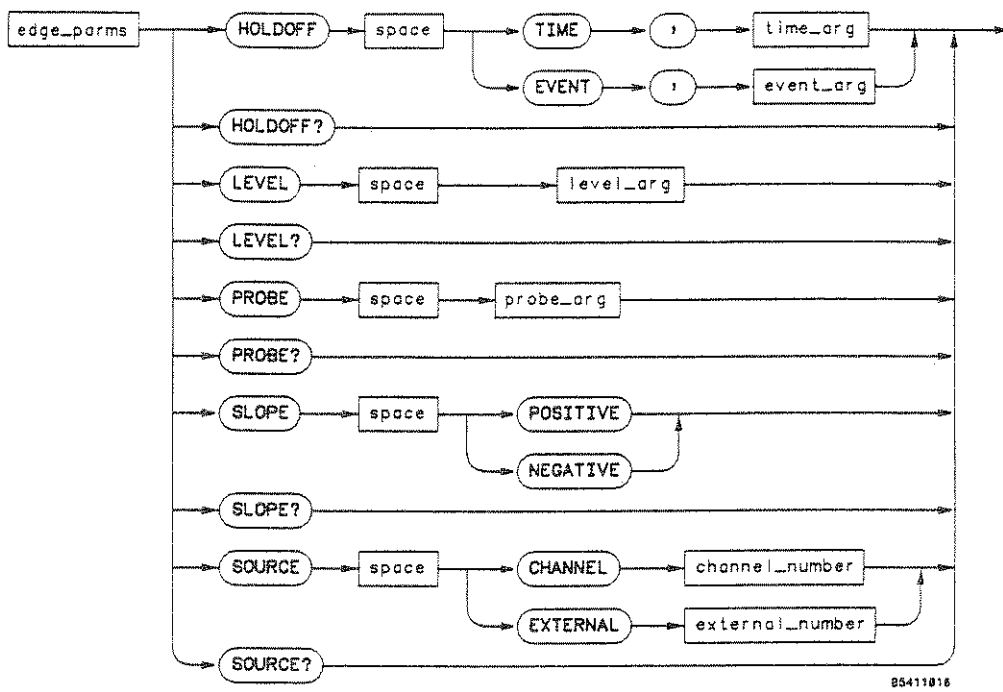 edge_parms HOLDOFF space TIME , time_arg
EVENT , event_arg
HOLDOFF?
LEVEL space level_arg
LEVEL?
PROBE space probe_arg
PROBE?
SLOPE space POSITIVE
NEGATIVE
SLOPE?
SOURCE space CHANNEL channel_number
EXTERNAL external_number
SOURCE?
85411016